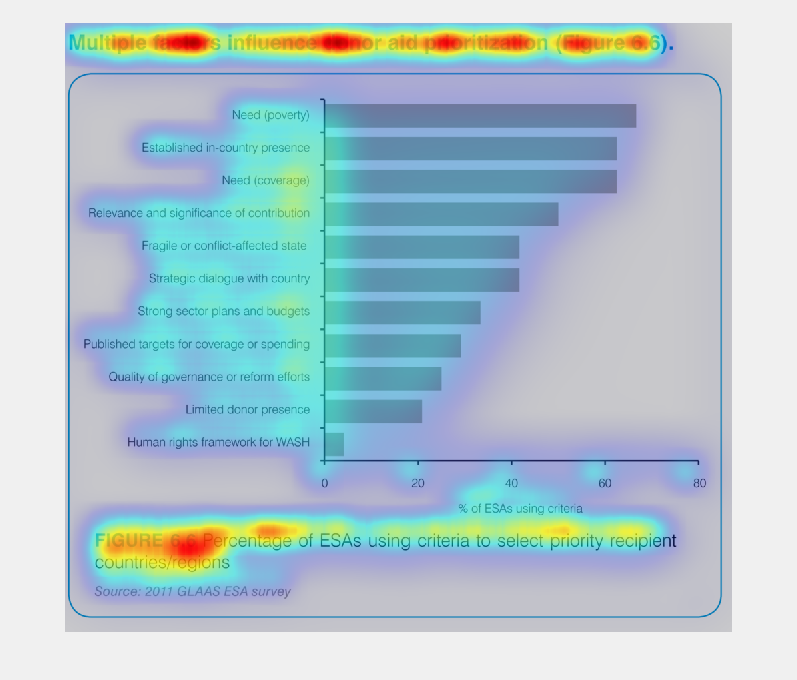 Multiple factors influence donor aid prioritization (Figure 6.6).
Need (poverty)
Established in-country presence
Need (coverage)
Relevance and significance of contribution
Fragile or conflict-affected state
Strategic dialogue with country
Strong sector plans and budgets
Published targets for coverage or spending
Quality of governance or reform efforts
Limited donor presence
Human rights framework for WASH
0 20 40 60 80
% of ESAs using criteria
FIGURE 6.6 Percentage of ESAs using criteria to select priority recipient
countries/regions
Source: 2011 GLAAS ESA survey